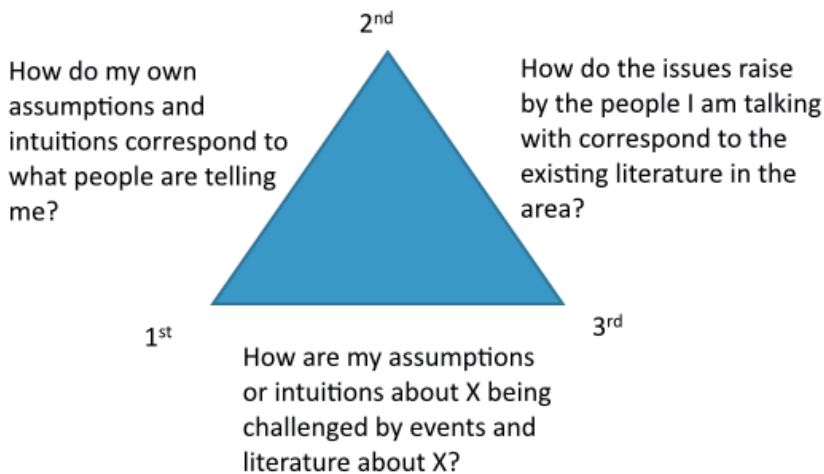 2nd
How do my own
assumptions and
intuitions correspond to
what people are telling
me?
How do the issues raise
by the people I am talking
with correspond to the
existing literature in the
area?
1st
3rd
How are my assumptions
or intuitions about X being
challenged by events and
literature about X?